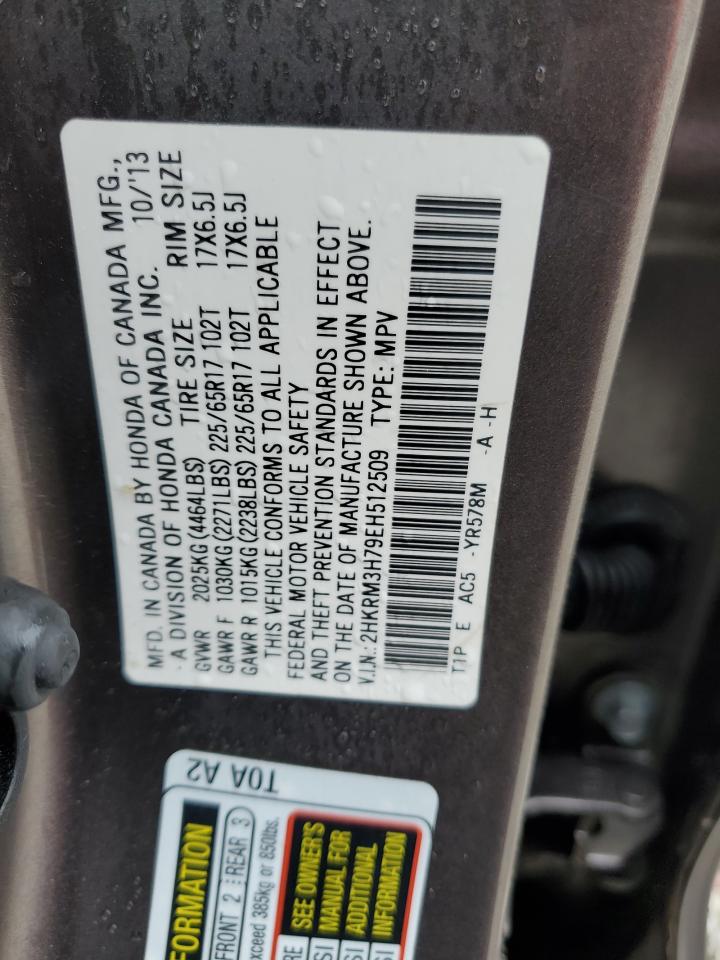 MFD. IN CANADA BY HONDA OF CANADA MFG.,
- A DIVISION OF HONDA CANADA INC. 10/'13
GVWR 2025KG (4464LBS) TIRE SIZE RIM SIZE
GAWR F 1030KG (2271LBS) 225/65R17 102T 17X6.5J
GAWR R 1015KG (2238LBS) 225/65R17 102T 17X6.5J
THIS VEHICLE CONFORMS TO ALL APPLICABLE
FEDERAL MOTOR VEHICLE SAFETY
AND THEFT PREVENTION STANDARDS IN EFFECT
ON THE DATE OF MANUFACTURE SHOWN ABOVE.
V.I.N.: 2HKRM3H79EH512509 TYPE: MPV
T1P E AC5 -YR578M -A -H
T0A A2
FORMATION
FRONT 2 REAR 3
exceed 385kg or 850lbs.
SEE OWNER'S
MANUAL FOR
ADDITIONAL
INFORMATION